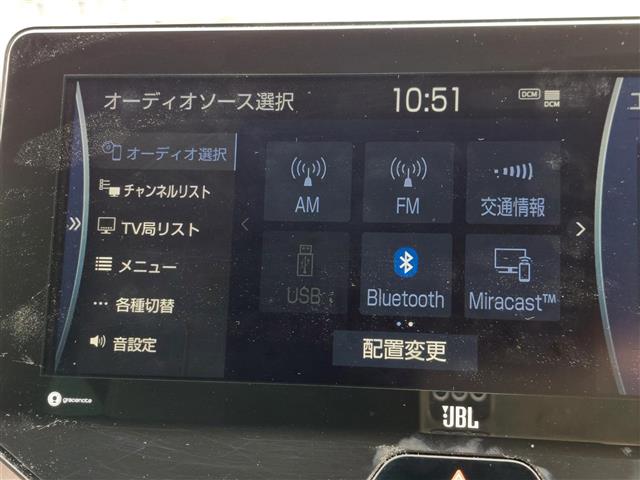 オーディオソース選択
10:51
DCM
DCM
オーディオ選択
チャンネルリスト
TV局リスト
メニュー
各種切替
音設定
AM
FM
交通情報
USB
Bluetooth
Miracast™
配置変更
gracenote
JBL